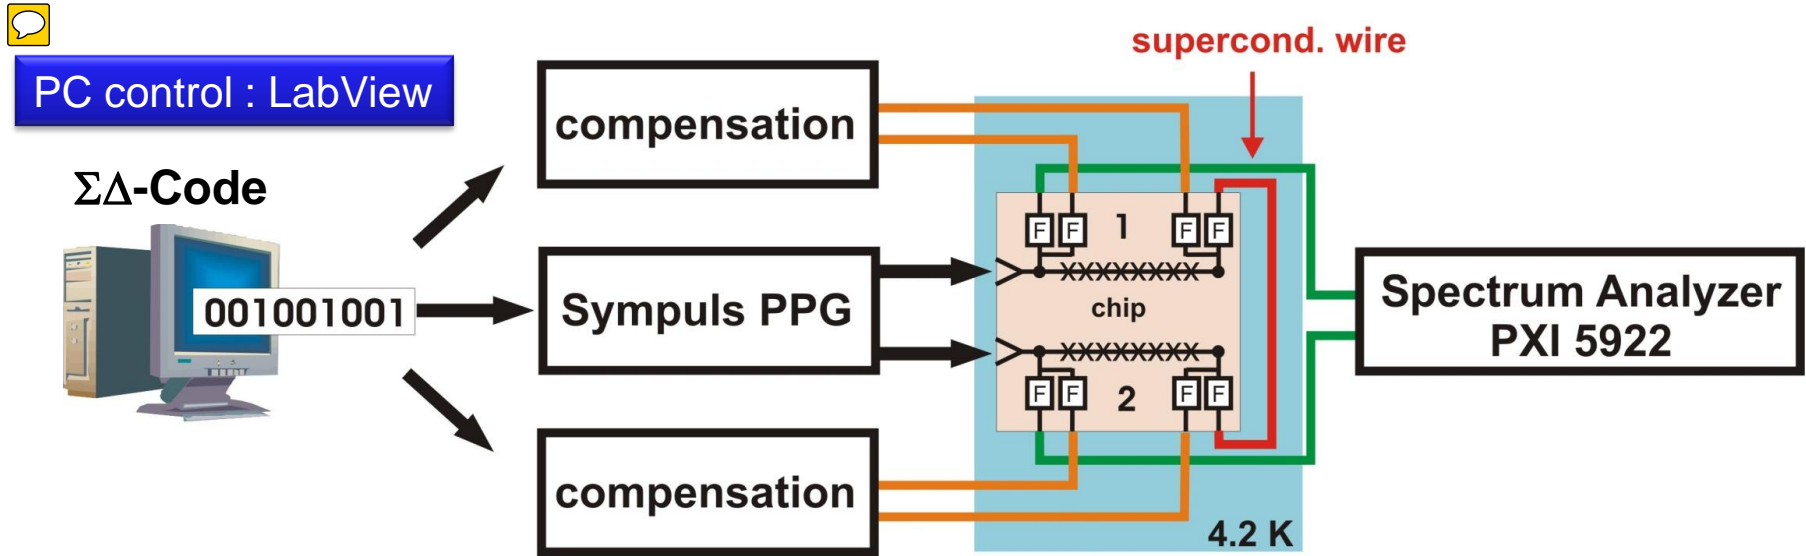 supercond. wire
PC control : LabView
compensation
ΣΔ-Code
F F 1 F F
001001001
Sympuls PPG
XXXXXXXX
chip
Spectrum Analyzer
PXI 5922
XXXXXXXX
F F 2 F F
compensation
4.2 K